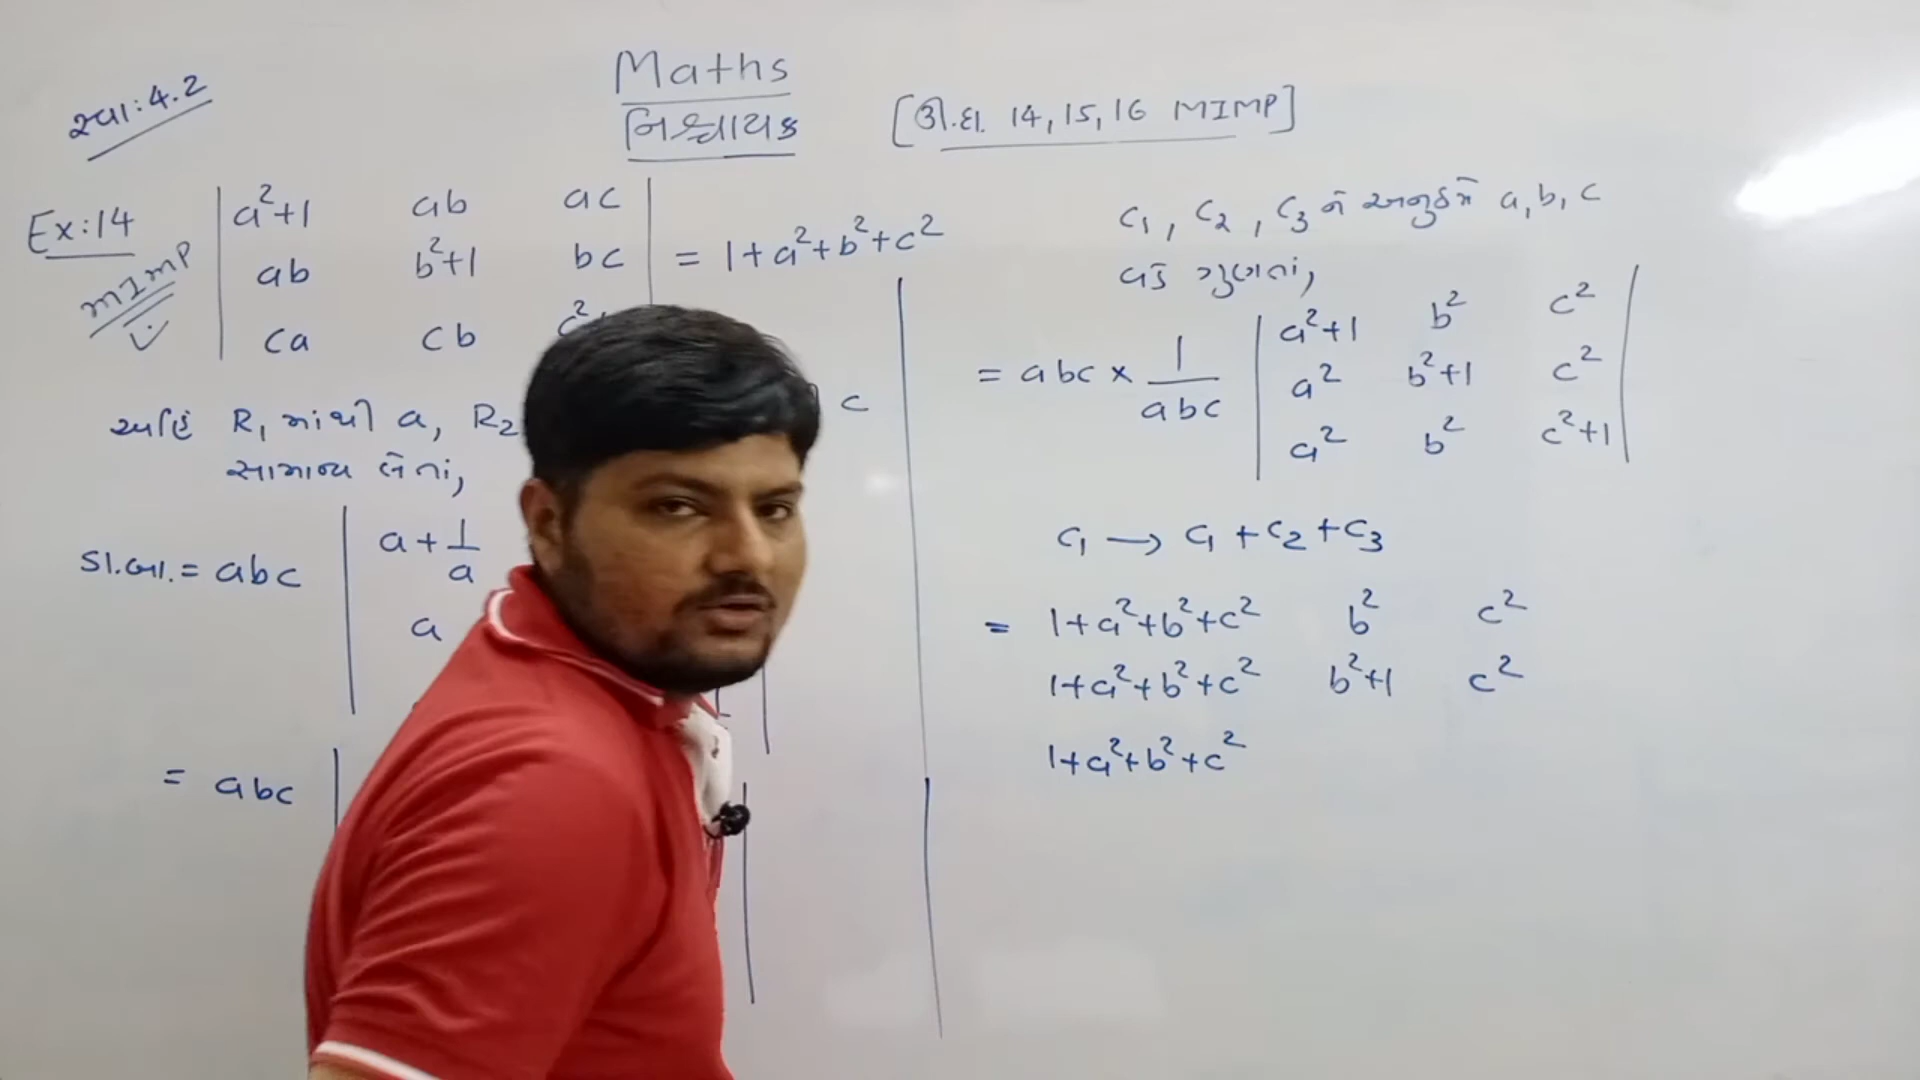 સ્વા: 4.2
Maths
નિશ્ચાયક
[ઊ.દા. 14, 15, 16 MIMP]
Ex: 14
MIMP
a²+1 ab ac
ab b²+1 bc
ca cb c²
= 1+a²+b²+c²
અહિં R₁ માંથી a, R₂
c
સામાન્ય લેતાં,
ડા.બા. = abc
a + 1/a
a
= abc
C₁, C₂, C₃ ને અનુક્રમે a, b, c
વડે ગુણતાં,
= abc × 1/abc
a²+1 b² c²
a² b²+1 c²
a² b² c²+1
C₁ → C₁ + C₂ + C₃
= 1+a²+b²+c² b² c²
1+a²+b²+c² b²+1 c²
1+a²+b²+c²